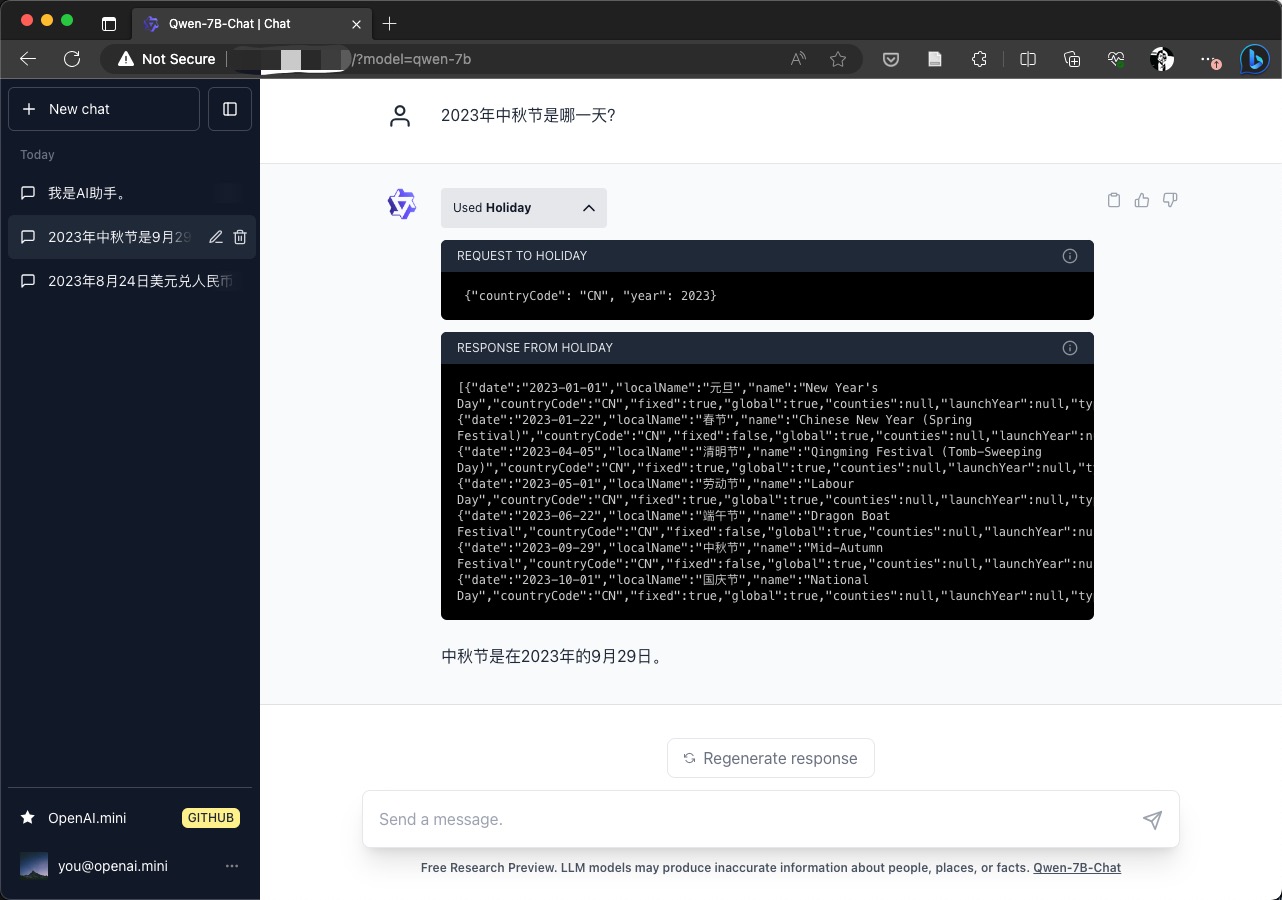 Qwen-7B-Chat | Chat
Not Secure
/?model=qwen-7b
New chat
Today
我是AI助手。
2023年中秋节是9月29
2023年8月24日美元兑人民币
OpenAI.mini GITHUB
you@openai.mini
2023年中秋节是哪一天?
Used Holiday
REQUEST TO HOLIDAY
{"countryCode": "CN", "year": 2023}
RESPONSE FROM HOLIDAY
[{"date":"2023-01-01","localName":"元旦","name":"New Year's
Day","countryCode":"CN","fixed":true,"global":true,"counties":null,"launchYear":null,"ty
{"date":"2023-01-22","localName":"春节","name":"Chinese New Year (Spring
Festival)","countryCode":"CN","fixed":false,"global":true,"counties":null,"launchYear":n
{"date":"2023-04-05","localName":"清明节","name":"Qingming Festival (Tomb-Sweeping
Day)","countryCode":"CN","fixed":true,"global":true,"counties":null,"launchYear":null,"t
{"date":"2023-05-01","localName":"劳动节","name":"Labour
Day","countryCode":"CN","fixed":true,"global":true,"counties":null,"launchYear":null,"ty
{"date":"2023-06-22","localName":"端午节","name":"Dragon Boat
Festival","countryCode":"CN","fixed":false,"global":true,"counties":null,"launchYear":nu
{"date":"2023-09-29","localName":"中秋节","name":"Mid-Autumn
Festival","countryCode":"CN","fixed":false,"global":true,"counties":null,"launchYear":nu
{"date":"2023-10-01","localName":"国庆节","name":"National
Day","countryCode":"CN","fixed":true,"global":true,"counties":null,"launchYear":null,"ty
中秋节是在2023年的9月29日。
Regenerate response
Send a message.
Free Research Preview. LLM models may produce inaccurate information about people, places, or facts. Qwen-7B-Chat